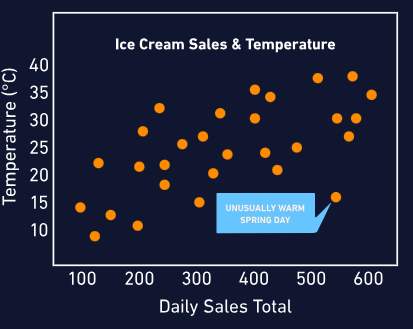 Ice Cream Sales & Temperature
Temperature (°C)
40
35
30
25
20
15
10
UNUSUALLY WARM
SPRING DAY
100 200 300 400 500 600
Daily Sales Total